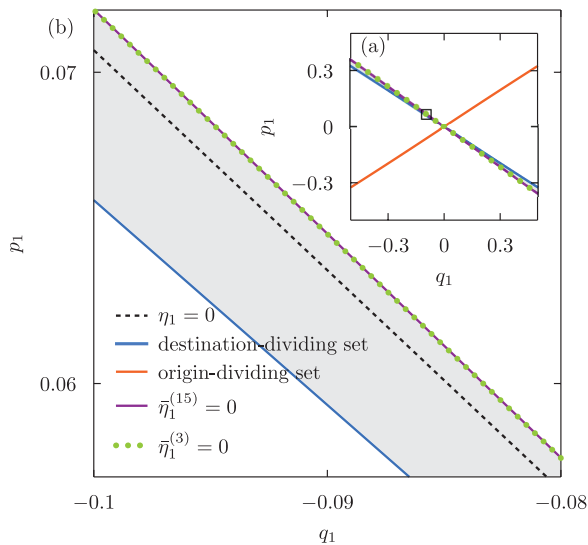 (b)
(a)
0.07
0.06
p₁
−0.1
−0.09
−0.08
q₁
0.3
0
−0.3
p₁
−0.3
0
0.3
q₁
η₁ = 0
destination-dividing set
origin-dividing set
η̄₁⁽¹⁵⁾ = 0
η̄₁⁽³⁾ = 0